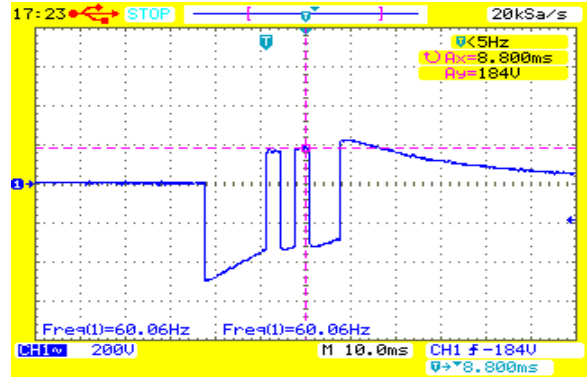 17:23 STOP [ T ] 20kSa/s
T
T<5Hz
Ax=8.800ms
Ay=184V
1
Freq(1)=60.06Hz Freq(1)=60.06Hz
CH1~ 200V M 10.0ms CH1 -184V
T→8.800ms